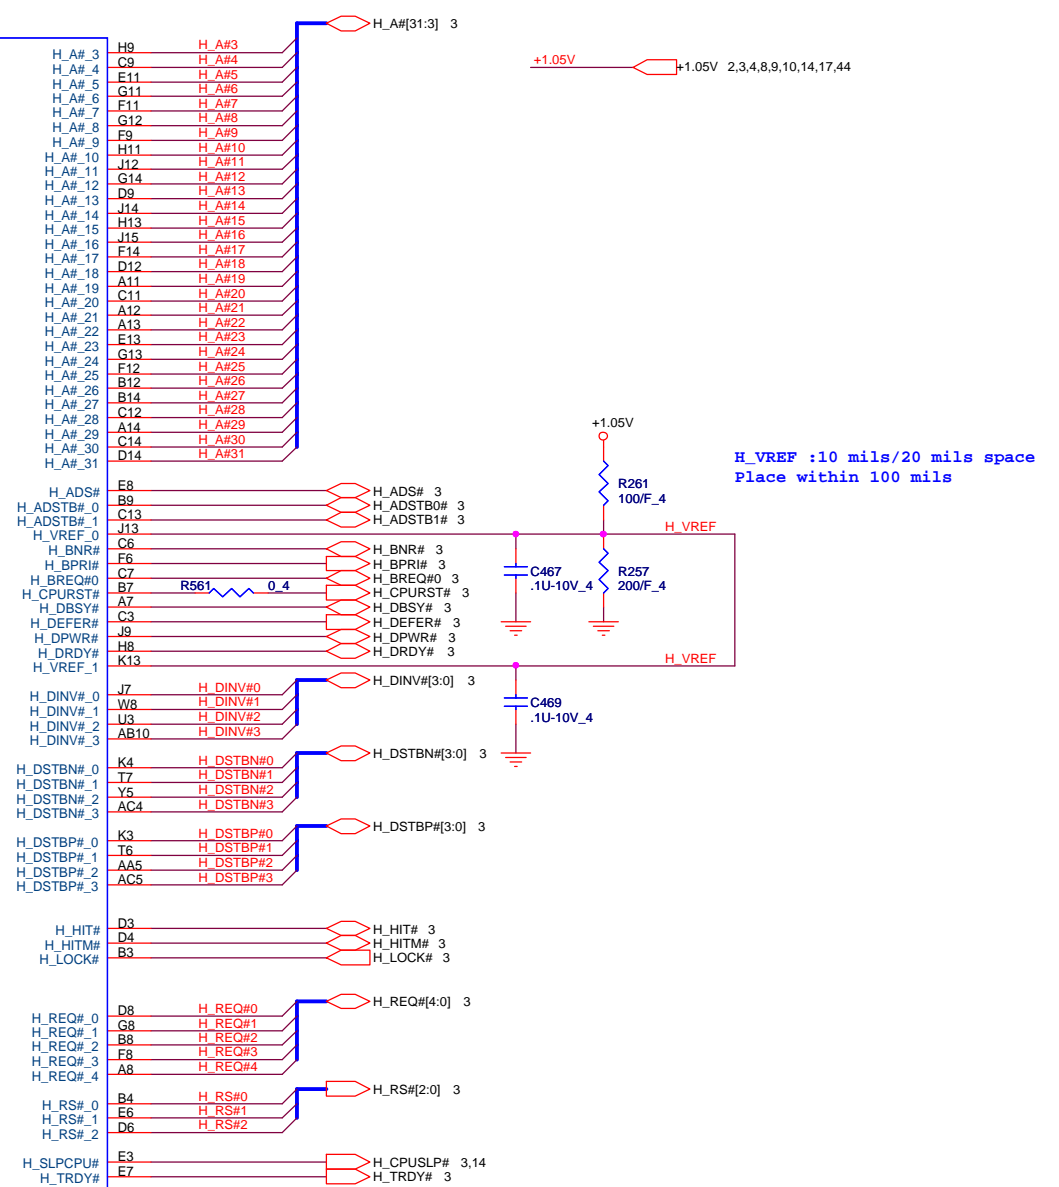 H_A#[31:3] 3
+1.05V +1.05V 2,3,4,8,9,10,14,17,44
H_A#_3 H9 H_A#3
H_A#_4 C9 H_A#4
H_A#_5 E11 H_A#5
H_A#_6 G11 H_A#6
H_A#_7 F11 H_A#7
H_A#_8 G12 H_A#8
H_A#_9 F9 H_A#9
H_A#_10 H11 H_A#10
H_A#_11 J12 H_A#11
H_A#_12 G14 H_A#12
H_A#_13 D9 H_A#13
H_A#_14 J14 H_A#14
H_A#_15 H13 H_A#15
H_A#_16 J15 H_A#16
H_A#_17 F14 H_A#17
H_A#_18 D12 H_A#18
H_A#_19 A11 H_A#19
H_A#_20 C11 H_A#20
H_A#_21 A12 H_A#21
H_A#_22 A13 H_A#22
H_A#_23 E13 H_A#23
H_A#_24 G13 H_A#24
H_A#_25 F12 H_A#25
H_A#_26 B12 H_A#26
H_A#_27 B14 H_A#27
H_A#_28 C12 H_A#28
H_A#_29 A14 H_A#29
H_A#_30 C14 H_A#30
H_A#_31 D14 H_A#31
+1.05V
H_VREF :10 mils/20 mils space
Place within 100 mils
R261
100/F_4
H_ADS# E8 H_ADS# 3
H_ADSTB#_0 B9 H_ADSTB0# 3
H_ADSTB#_1 C13 H_ADSTB1# 3
H_VREF_0 J13 H_VREF
H_BNR# C6 H_BNR# 3
H_BPRI# F6 H_BPRI# 3
H_BREQ#0 C7 H_BREQ#0 3
H_CPURST# B7 R561 0_4 H_CPURST# 3
H_DBSY# A7 H_DBSY# 3
H_DEFER# C3 H_DEFER# 3
H_DPWR# J9 H_DPWR# 3
H_DRDY# H8 H_DRDY# 3
H_VREF_1 K13 H_VREF
C467
.1U-10V_4
R257
200/F_4
H_DINV#[3:0] 3
H_DINV#_0 J7 H_DINV#0
H_DINV#_1 W8 H_DINV#1
H_DINV#_2 U3 H_DINV#2
H_DINV#_3 AB10 H_DINV#3
C469
.1U-10V_4
H_DSTBN#[3:0] 3
H_DSTBN#_0 K4 H_DSTBN#0
H_DSTBN#_1 T7 H_DSTBN#1
H_DSTBN#_2 Y5 H_DSTBN#2
H_DSTBN#_3 AC4 H_DSTBN#3
H_DSTBP#[3:0] 3
H_DSTBP#_0 K3 H_DSTBP#0
H_DSTBP#_1 T6 H_DSTBP#1
H_DSTBP#_2 AA5 H_DSTBP#2
H_DSTBP#_3 AC5 H_DSTBP#3
H_HIT# D3 H_HIT# 3
H_HITM# D4 H_HITM# 3
H_LOCK# B3 H_LOCK# 3
H_REQ#[4:0] 3
H_REQ#_0 D8 H_REQ#0
H_REQ#_1 G8 H_REQ#1
H_REQ#_2 B8 H_REQ#2
H_REQ#_3 F8 H_REQ#3
H_REQ#_4 A8 H_REQ#4
H_RS#[2:0] 3
H_RS#_0 B4 H_RS#0
H_RS#_1 E6 H_RS#1
H_RS#_2 D6 H_RS#2
H_SLPCPU# E3 H_CPUSLP# 3,14
H_TRDY# E7 H_TRDY# 3